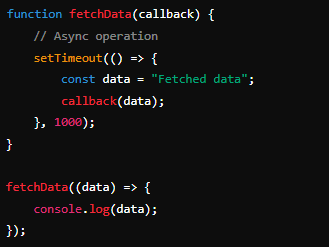 function fetchData(callback) {
    // Async operation
    setTimeout(() => {
        const data = "Fetched data";
        callback(data);
    }, 1000);
}

fetchData((data) => {
    console.log(data);
});